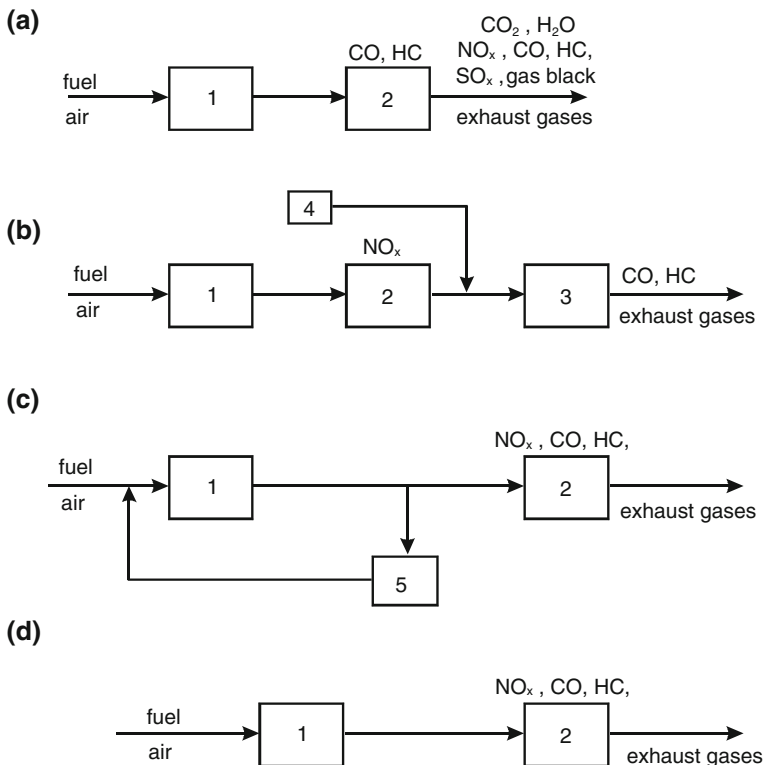 (a)
CO₂ , H₂O
CO, HC
NOₓ , CO, HC,
fuel
SOₓ ,gas black
1
2
air
exhaust gases
4
(b)
NOₓ
fuel
CO, HC
1
2
3
air
exhaust gases
(c)
NOₓ , CO, HC,
fuel
1
2
air
exhaust gases
5
(d)
NOₓ , CO, HC,
fuel
1
2
air
exhaust gases